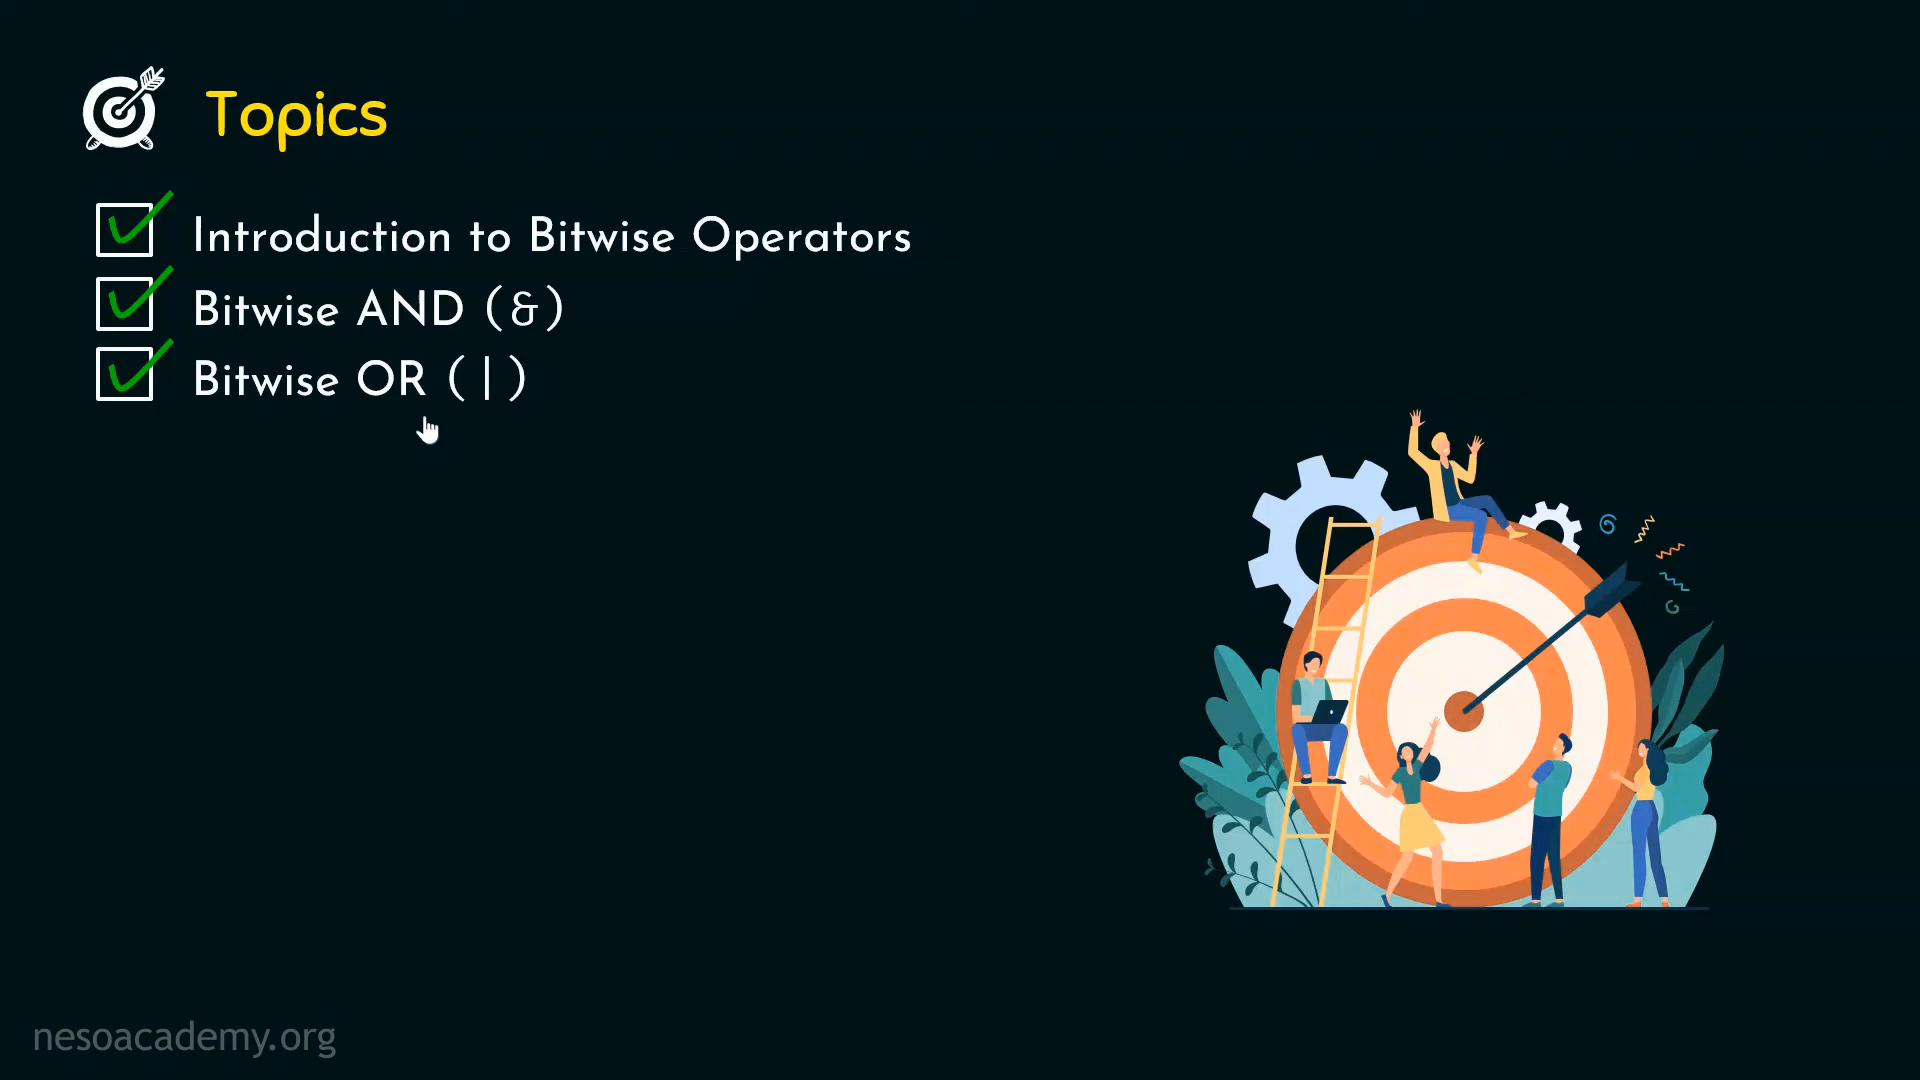 Topics
Introduction to Bitwise Operators
Bitwise AND (&)
Bitwise OR (|)
nesoacademy.org